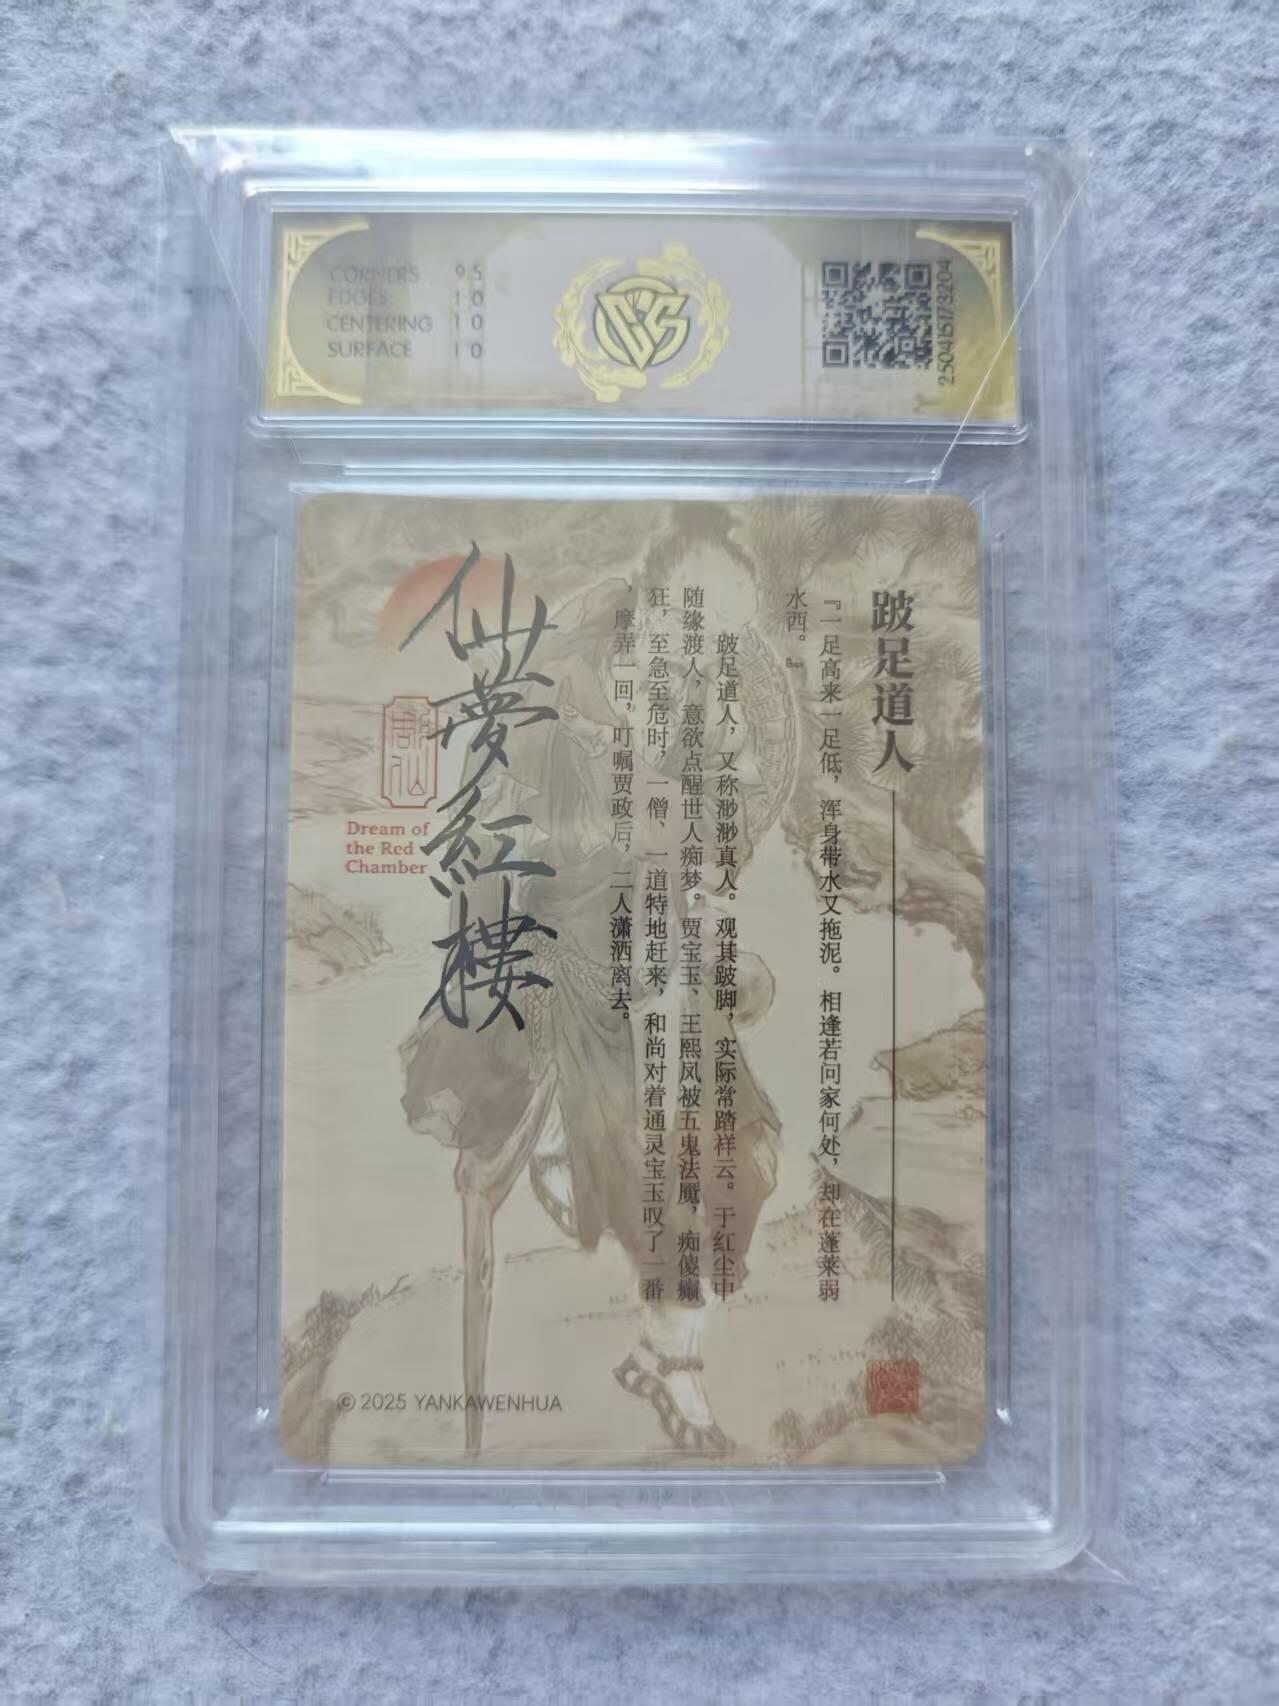 CORNERS 9.5
EDGES 10
CENTERING 10
SURFACE 10
CCS
250415173204
跛足道人
『一足高来一足低，浑身带水又拖泥。相逢若问家何处，却在蓬莱弱
水西。』
跛足道人，又称渺渺真人。观其跛脚，实际常踏祥云。于红尘中
随缘渡人，意欲点醒世人痴梦。贾宝玉、王熙凤被五鬼法魇，痴傻癫
狂，至急至危时，一僧、一道特地赶来，和尚对着通灵宝玉叹了一番
，摩弄一回，叮嘱贾政后，二人潇洒离去。
仙夢紅樓
Dream of
the Red
Chamber
© 2025 YANKAWENHUA